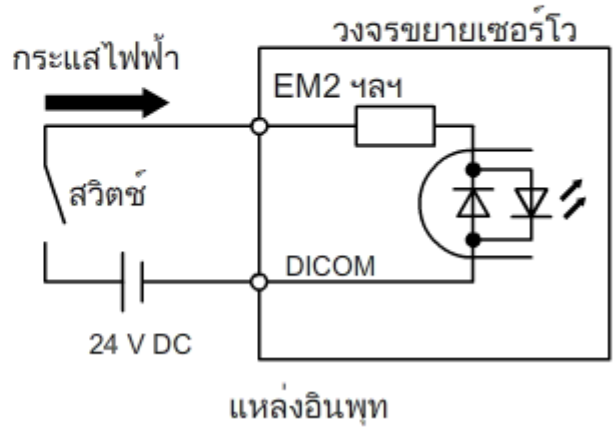 วงจรขยายเซอร์โว
กระแสไฟฟ้า
EM2 ฯลฯ
สวิตช์
DICOM
24 V DC
แหล่งอินพุท